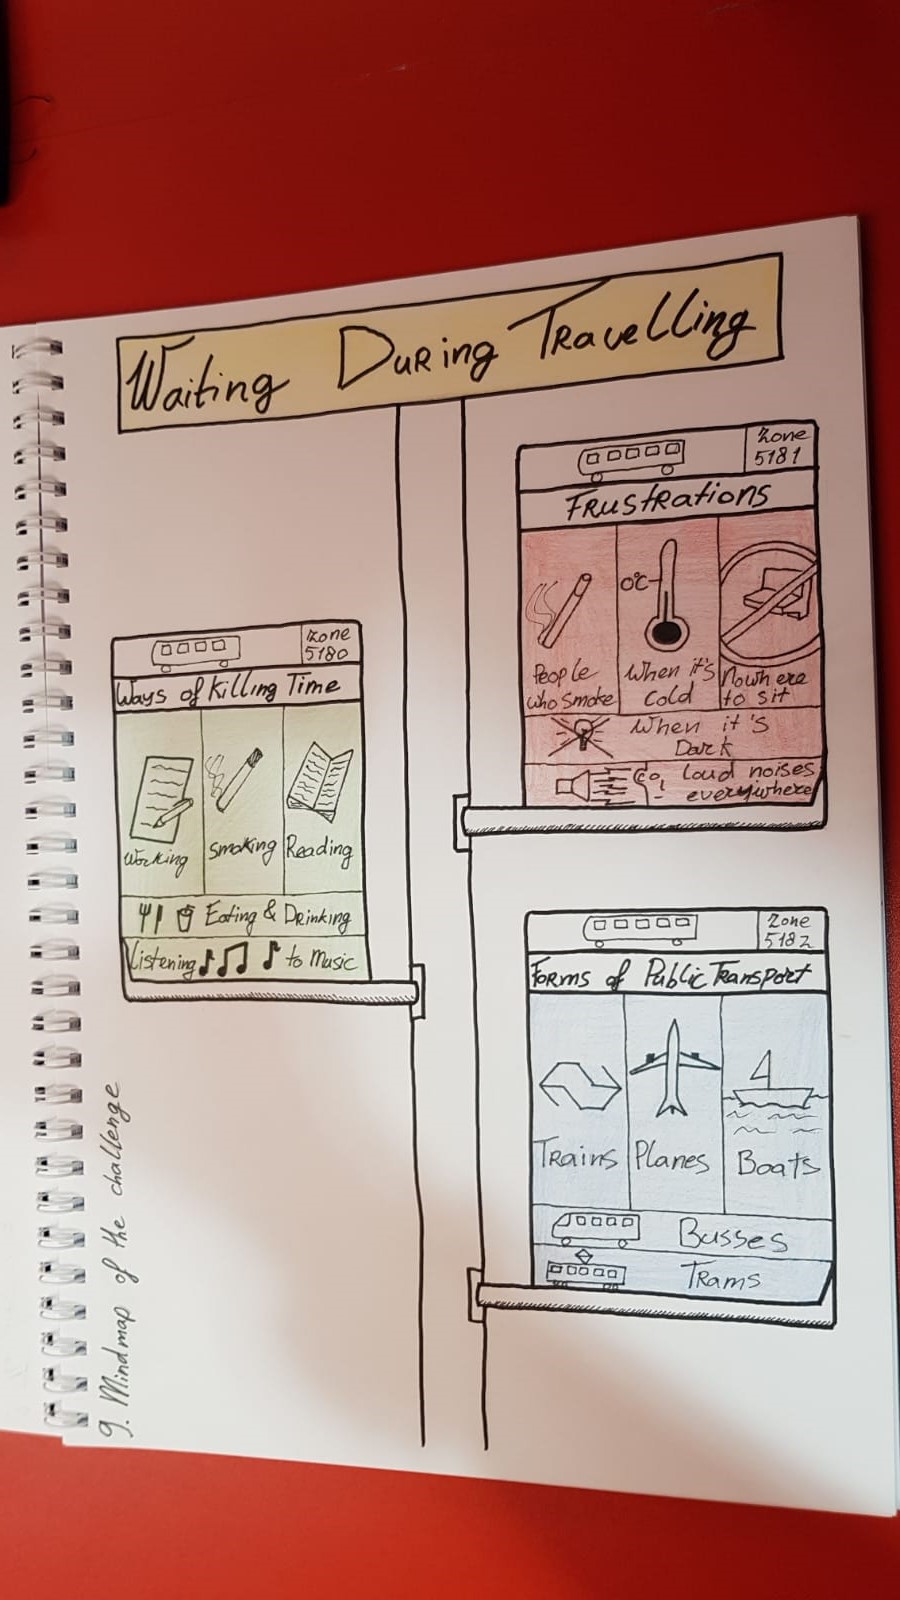 Waiting During Travelling
Zone
5180
Ways of Killing Time
Working
Smoking
Reading
Eating & Drinking
Listening to Music
Zone
5181
Frustrations
0°C
People
who smoke
When it's
Cold
Nowhere
to sit
When it's
Dark
loud noises
everywhere
Zone
5182
Forms of Public Transport
Trains
Planes
Boats
Busses
Trams
9. Mindmap of the challenge